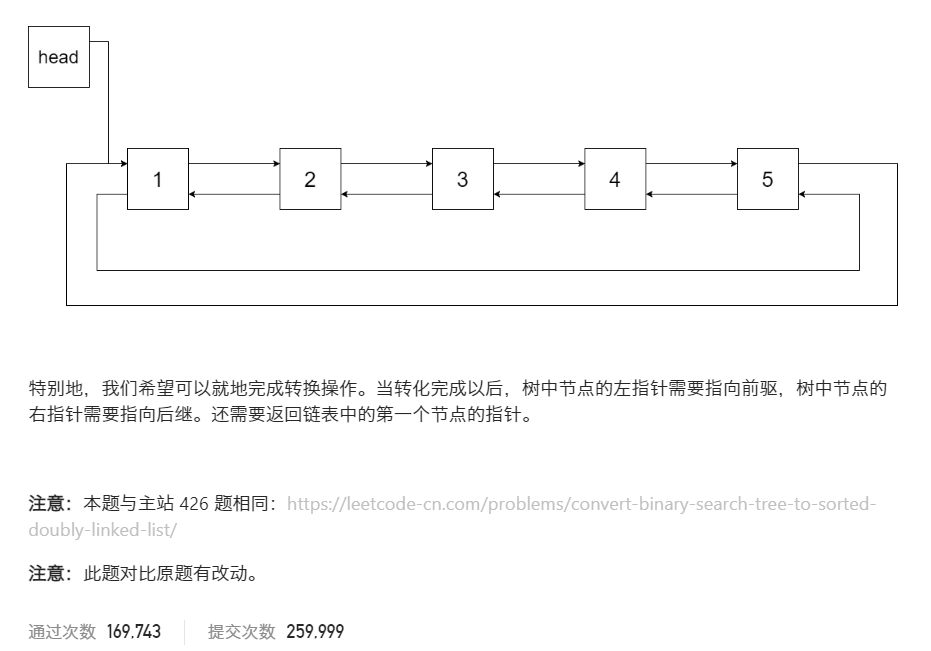 head
1 2 3 4 5
特别地，我们希望可以就地完成转换操作。当转化完成以后，树中节点的左指针需要指向前驱，树中节点的
右指针需要指向后继。还需要返回链表中的第一个节点的指针。
注意：本题与主站 426 题相同：https://leetcode-cn.com/problems/convert-binary-search-tree-to-sorted-
doubly-linked-list/
注意：此题对比原题有改动。
通过次数 169,743 提交次数 259,999